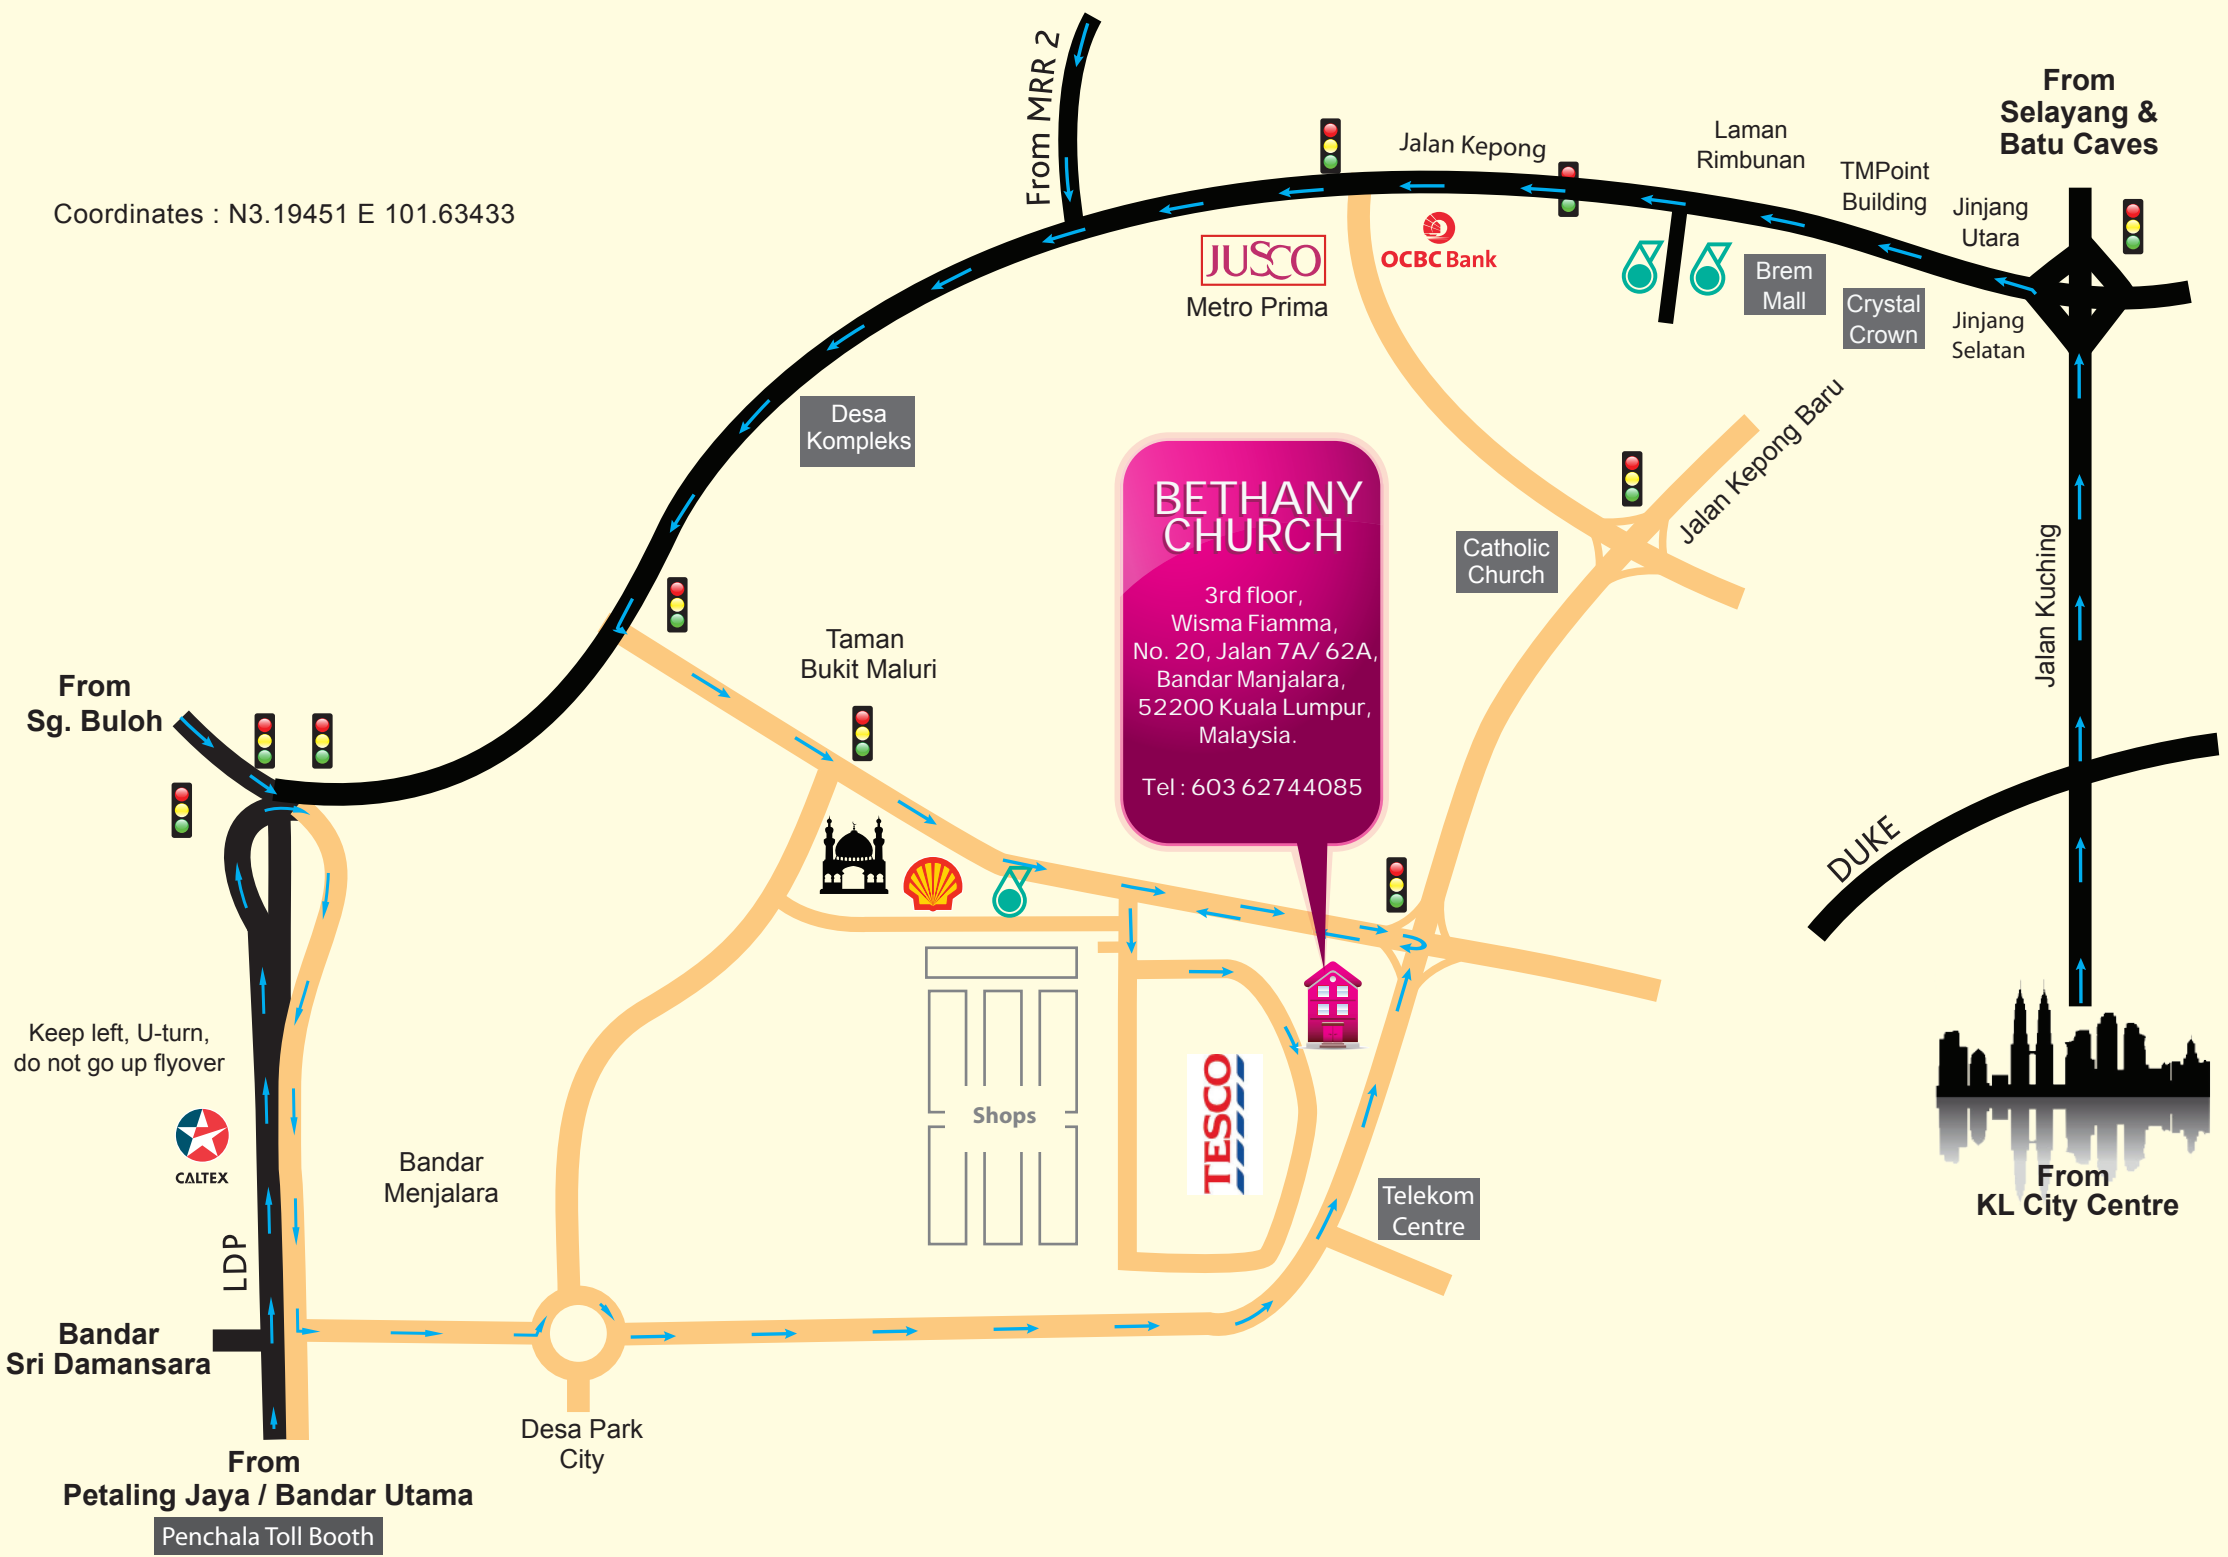 From MRR 2
From
Selayang &
Batu Caves
Jalan Kepong
Laman
Rimbunan
TMPoint
Building
Jinjang
Utara
Coordinates : N3.19451 E 101.63433
JUSCO
Metro Prima
OCBC Bank
Brem
Mall
Crystal
Crown
Jinjang
Selatan
Desa
Kompleks
Jalan Kepong Baru
BETHANY
CHURCH
3rd floor,
Wisma Fiamma,
No. 20, Jalan 7A/ 62A,
Bandar Manjalara,
52200 Kuala Lumpur,
Malaysia.
Tel : 603 62744085
Catholic
Church
Jalan Kuching
Taman
Bukit Maluri
From
Sg. Buloh
DUKE
Keep left, U-turn,
do not go up flyover
CALTEX
Shops
TESCO
Bandar
Menjalara
Telekom
Centre
From
KL City Centre
LDP
Bandar
Sri Damansara
Desa Park
City
From
Petaling Jaya / Bandar Utama
Penchala Toll Booth